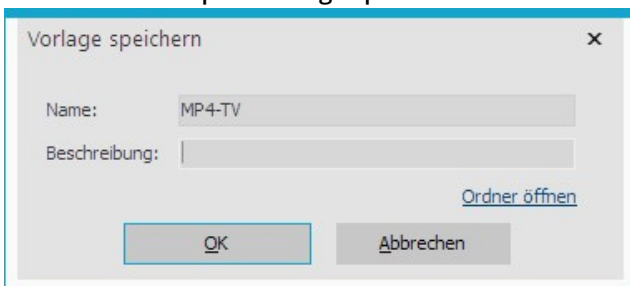 Vorlage speichern
Name: MP4-TV
Beschreibung:
Ordner öffnen
OK Abbrechen